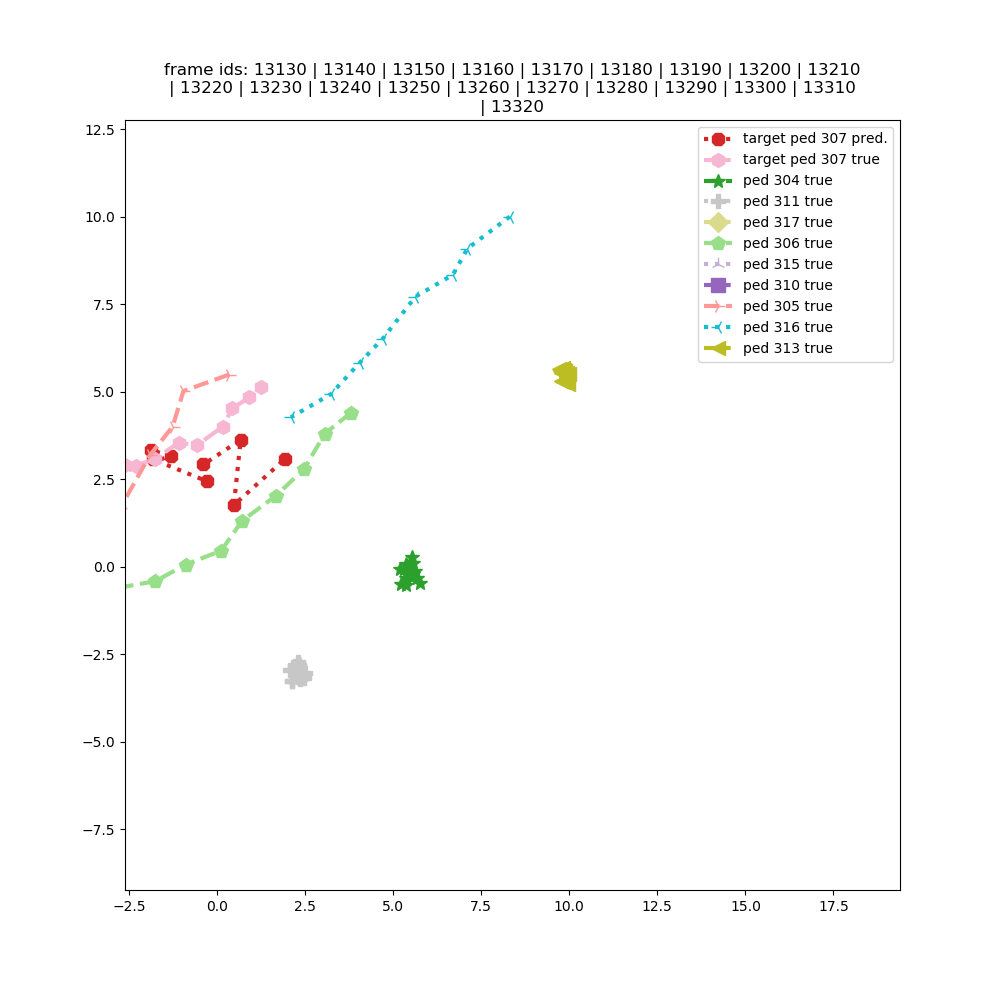 frame ids: 13130 | 13140 | 13150 | 13160 | 13170 | 13180 | 13190 | 13200 | 13210
| 13220 | 13230 | 13240 | 13250 | 13260 | 13270 | 13280 | 13290 | 13300 | 13310
| 13320
target ped 307 pred.
target ped 307 true
ped 304 true
ped 311 true
ped 317 true
ped 306 true
ped 315 true
ped 310 true
ped 305 true
ped 316 true
ped 313 true
12.5
10.0
7.5
5.0
2.5
0.0
−2.5
−5.0
−7.5
−2.5 0.0 2.5 5.0 7.5 10.0 12.5 15.0 17.5